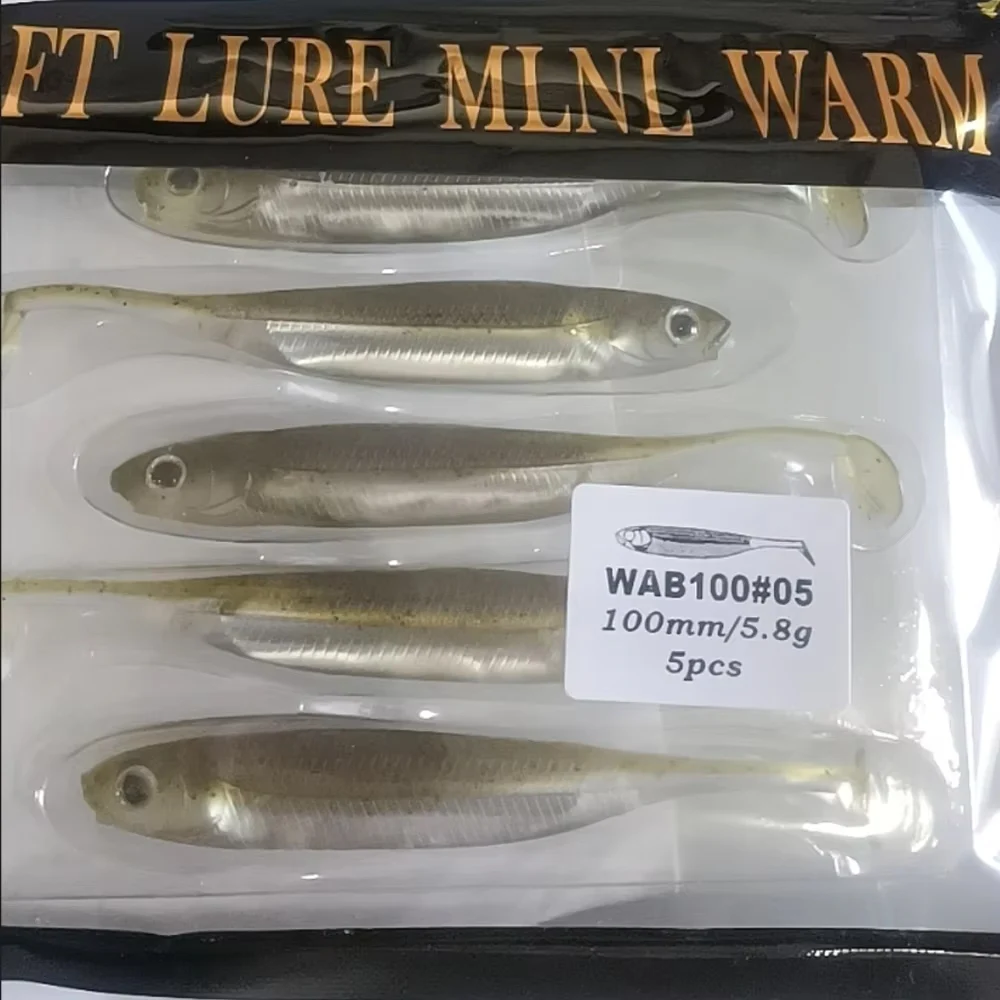 FT LURE MLNL WARM
WAB100#05
100mm/5.8g
5pcs